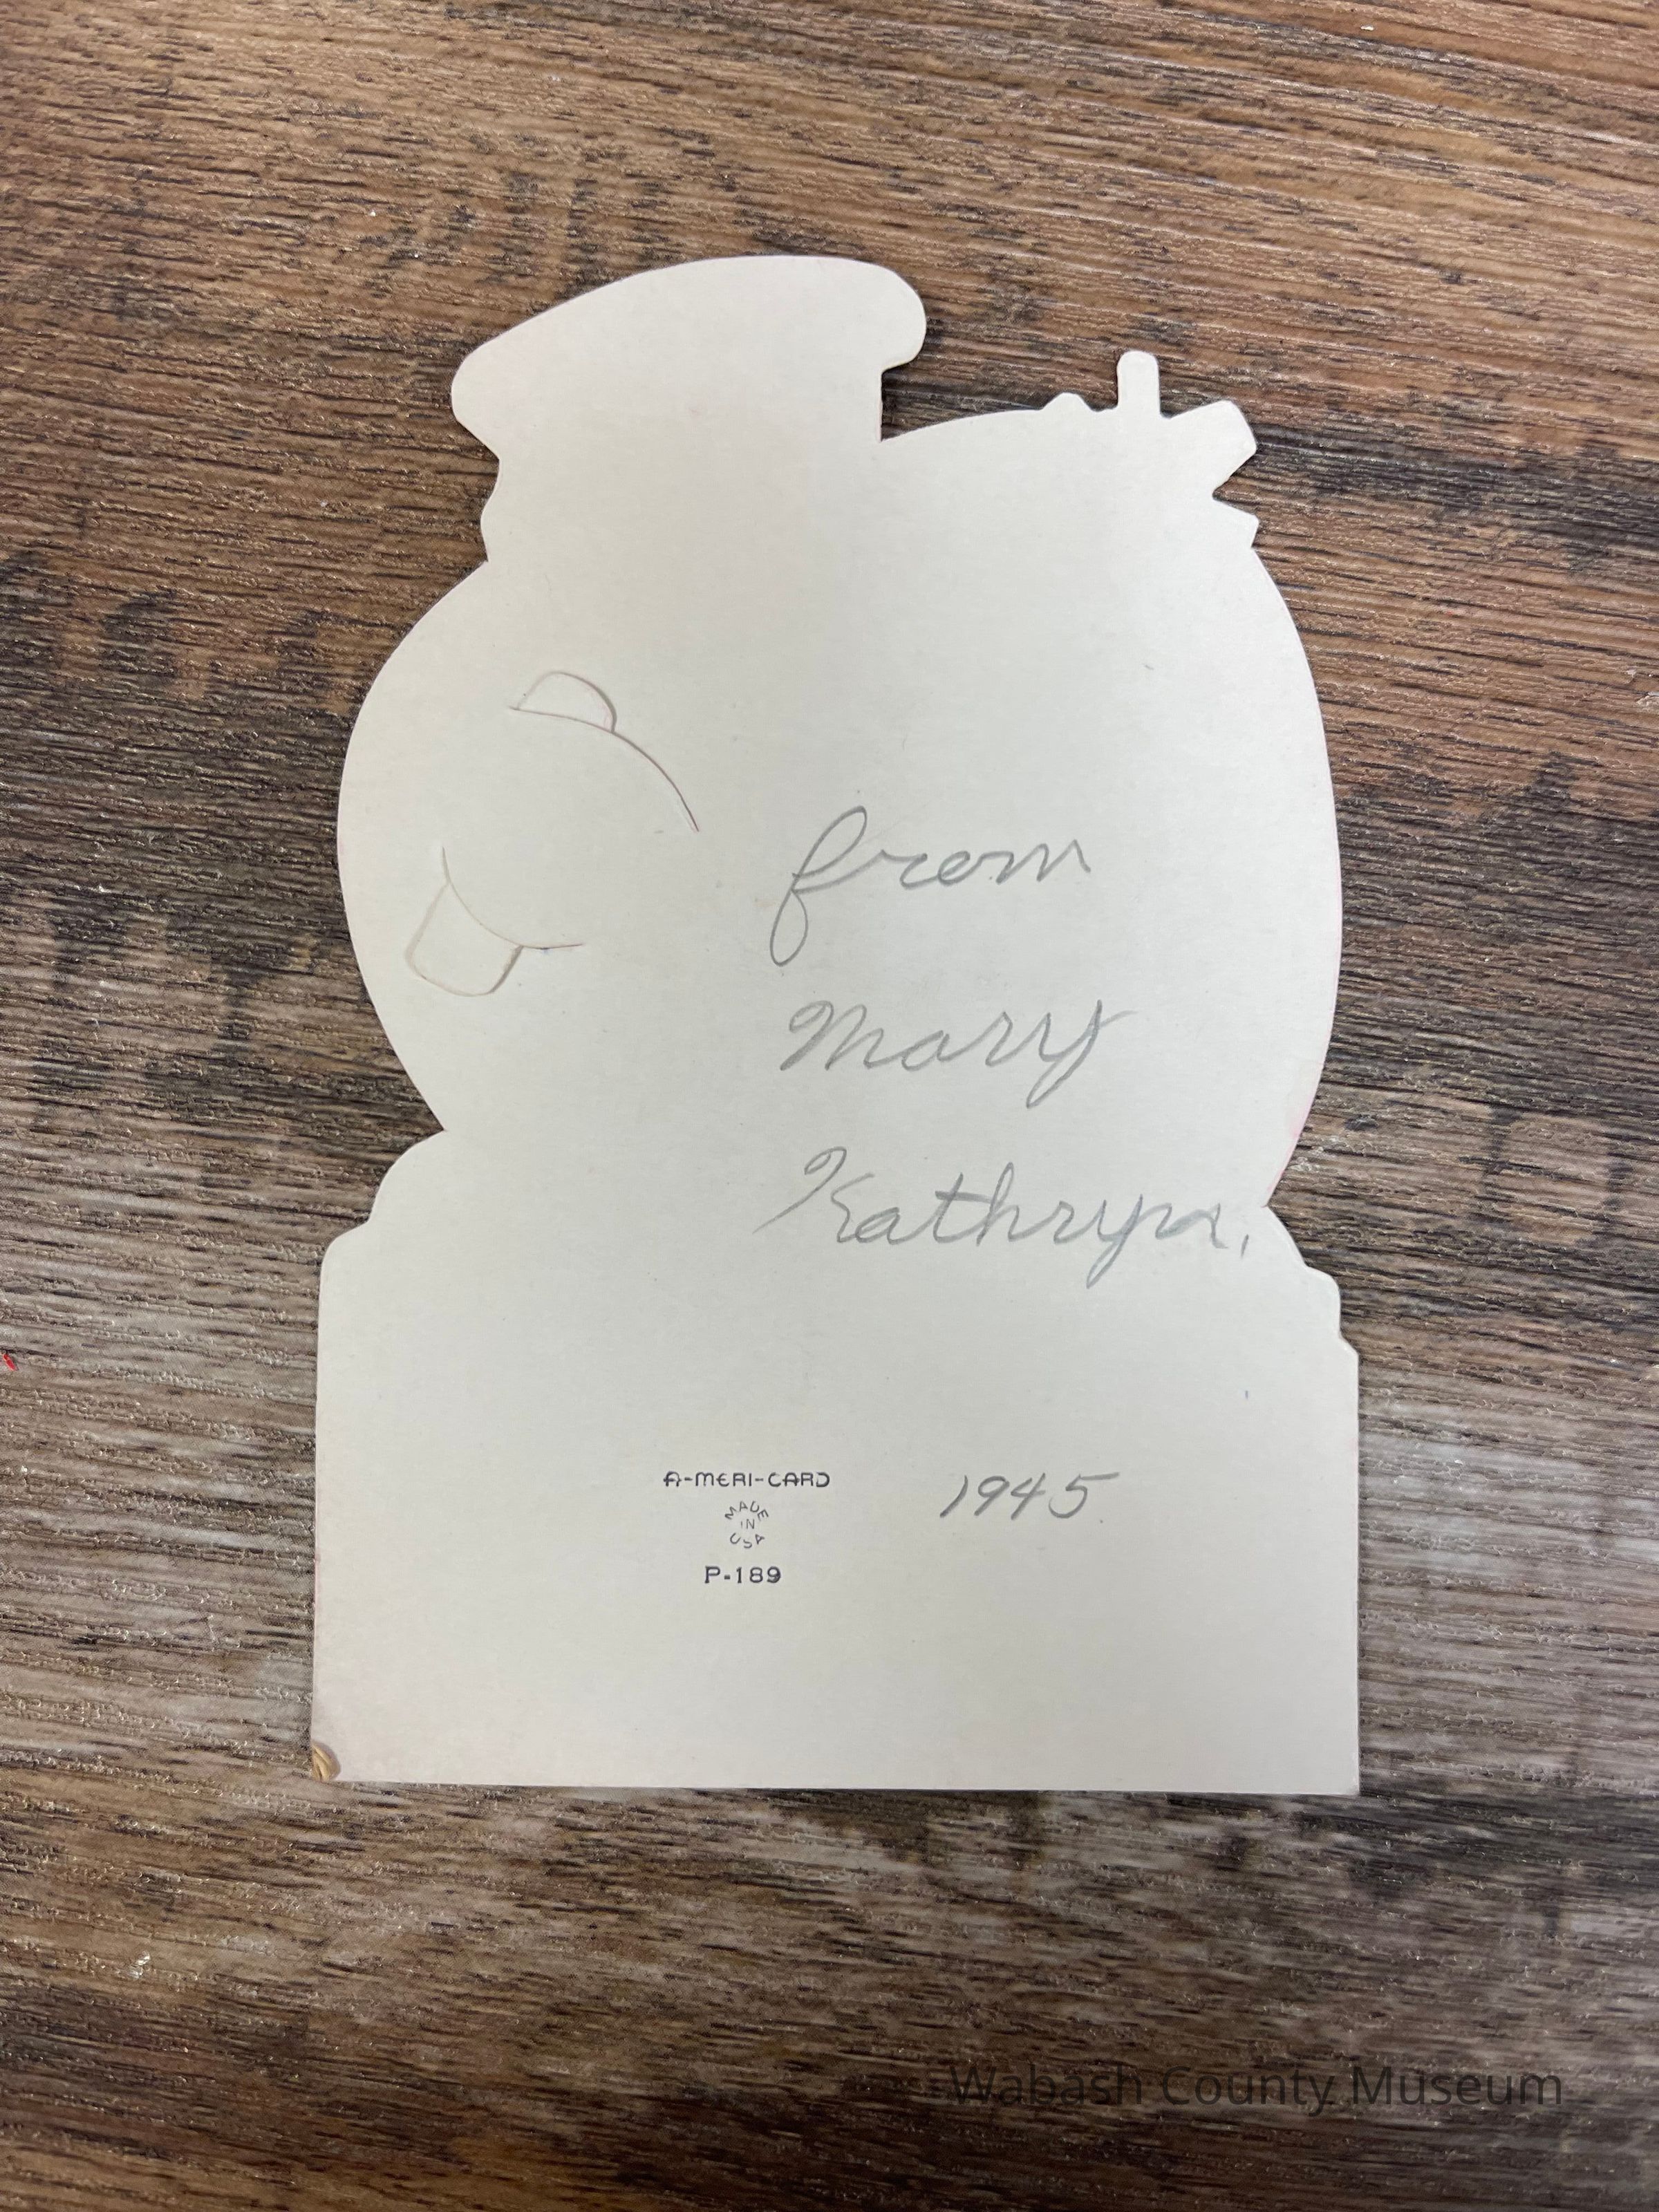 from
Mary
Kathryn,
A-MERI-CARD
1945
MADE
IN
USA
P-189
Wabash County Museum